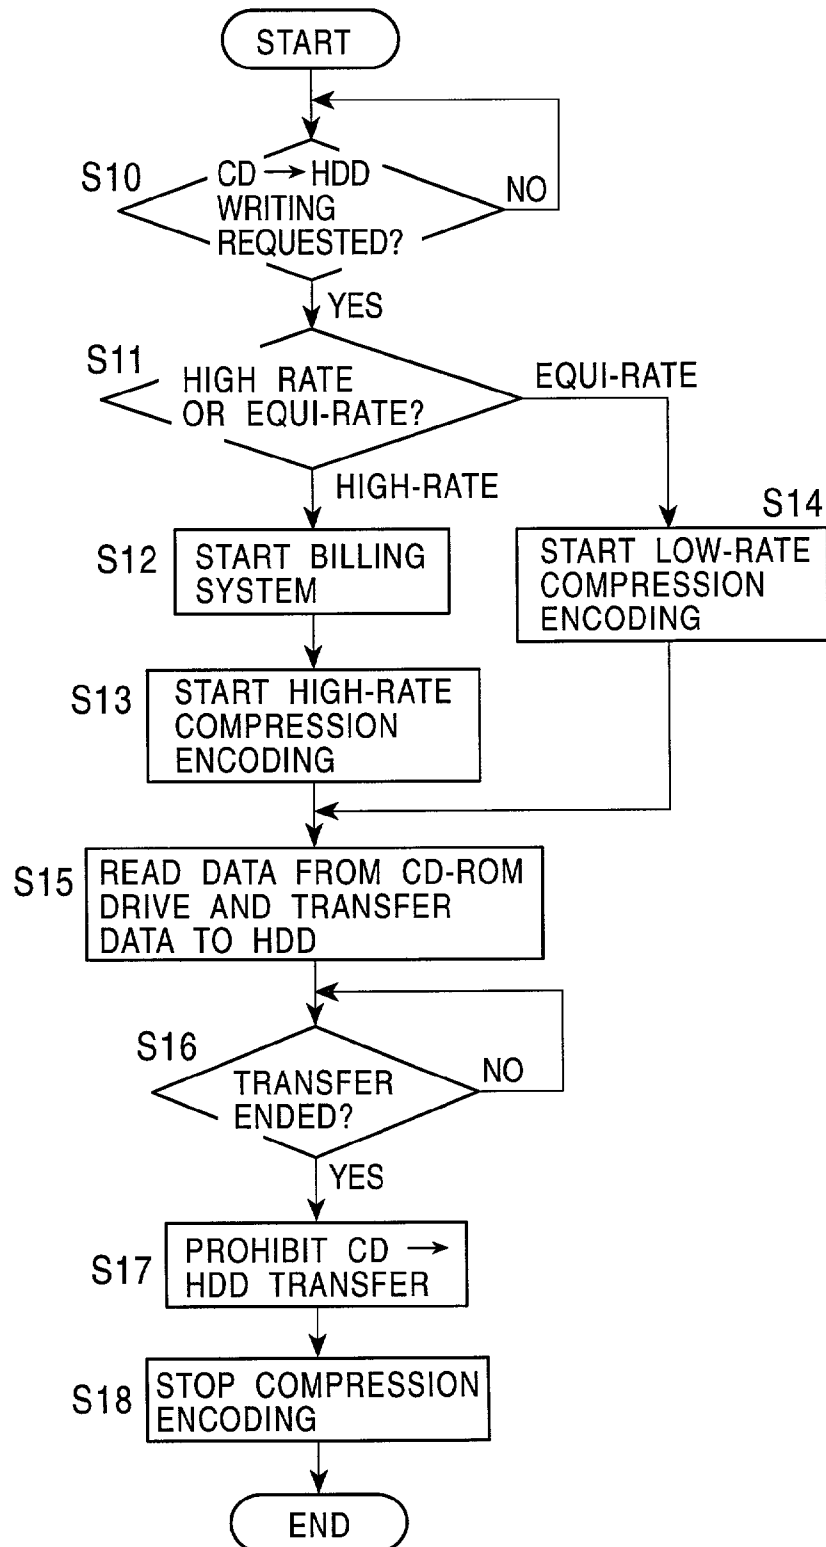 START
S10
CD → HDD
WRITING
REQUESTED?
NO
YES
S11
HIGH RATE
OR EQUI-RATE?
EQUI-RATE
HIGH-RATE
S12
START BILLING
SYSTEM
S14
START LOW-RATE
COMPRESSION
ENCODING
S13
START HIGH-RATE
COMPRESSION
ENCODING
S15
READ DATA FROM CD-ROM
DRIVE AND TRANSFER
DATA TO HDD
S16
TRANSFER
ENDED?
NO
YES
S17
PROHIBIT CD →
HDD TRANSFER
S18
STOP COMPRESSION
ENCODING
END